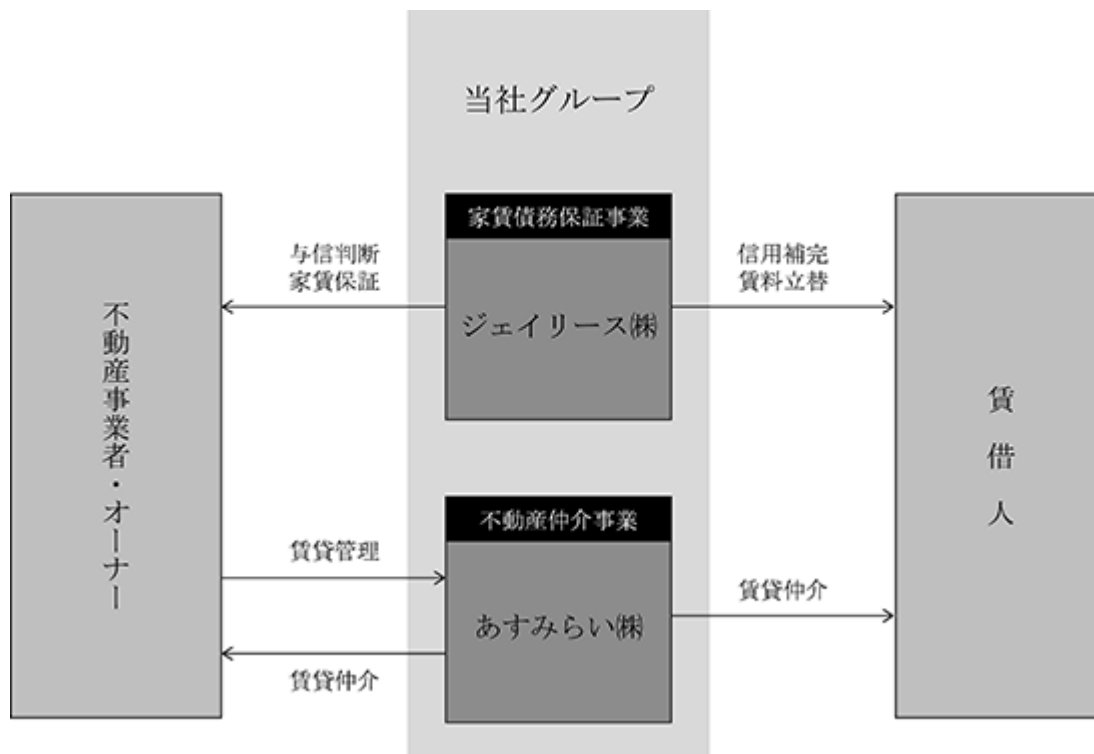 当社グループ
不動産事業者・オーナー
与信判断
家賃保証
家賃債務保証事業
ジェイリース㈱
信用補完
賃料立替
賃貸管理
賃貸仲介
不動産仲介事業
あすみらい㈱
賃貸仲介
賃借人